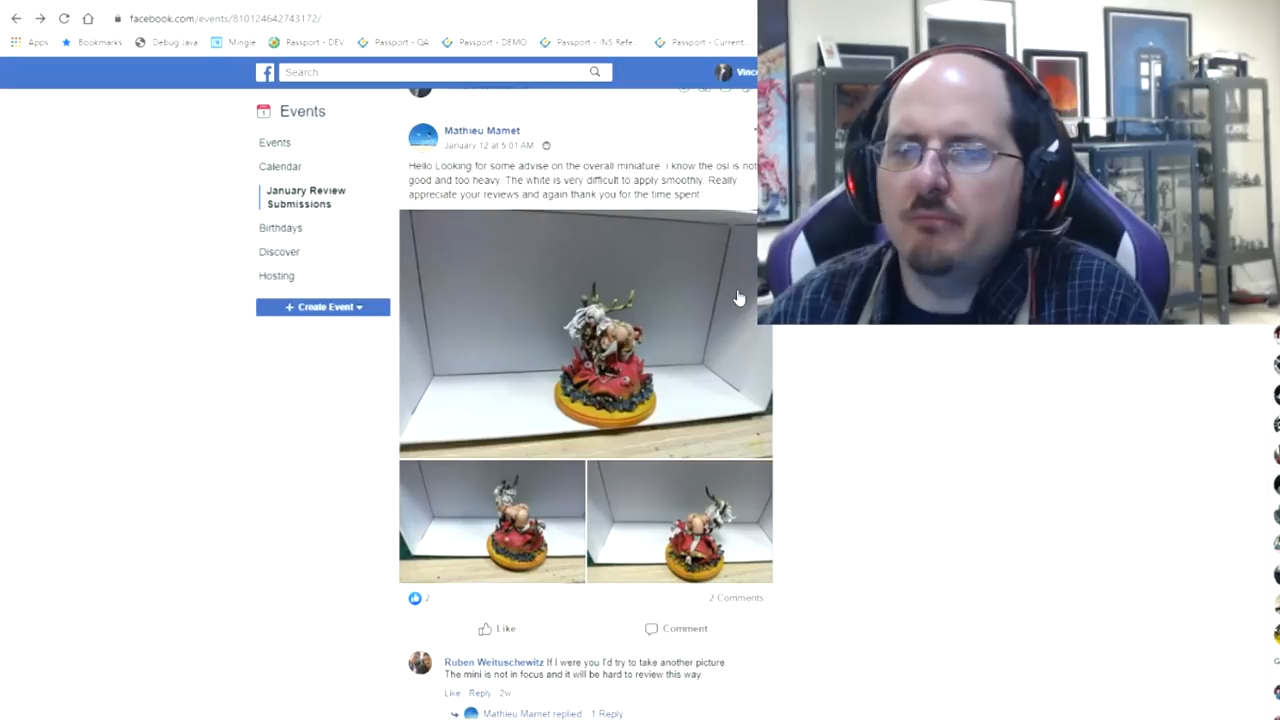 facebook.com/events/810124642743172/
Apps Bookmarks Debug Java Mingle Passport - DEV Passport - QA Passport - DEMO Passport - INS Refe... Passport - Current...
Search
Vince
Events
Events
Calendar
January Review
Submissions
Birthdays
Discover
Hosting
+ Create Event
Mathieu Mamet
January 12 at 5:01 AM
Hello Looking for some advise on the overall miniature i know the osl is not
good and too heavy. The white is very difficult to apply smoothly. Really
appreciate your reviews and again thank you for the time spent
2
2 Comments
Like Comment
Ruben Weituschewitz If I were you I'd try to take another picture
The mini is not in focus and it will be hard to review this way
Like Reply 2w
Mathieu Mamet replied 1 Reply